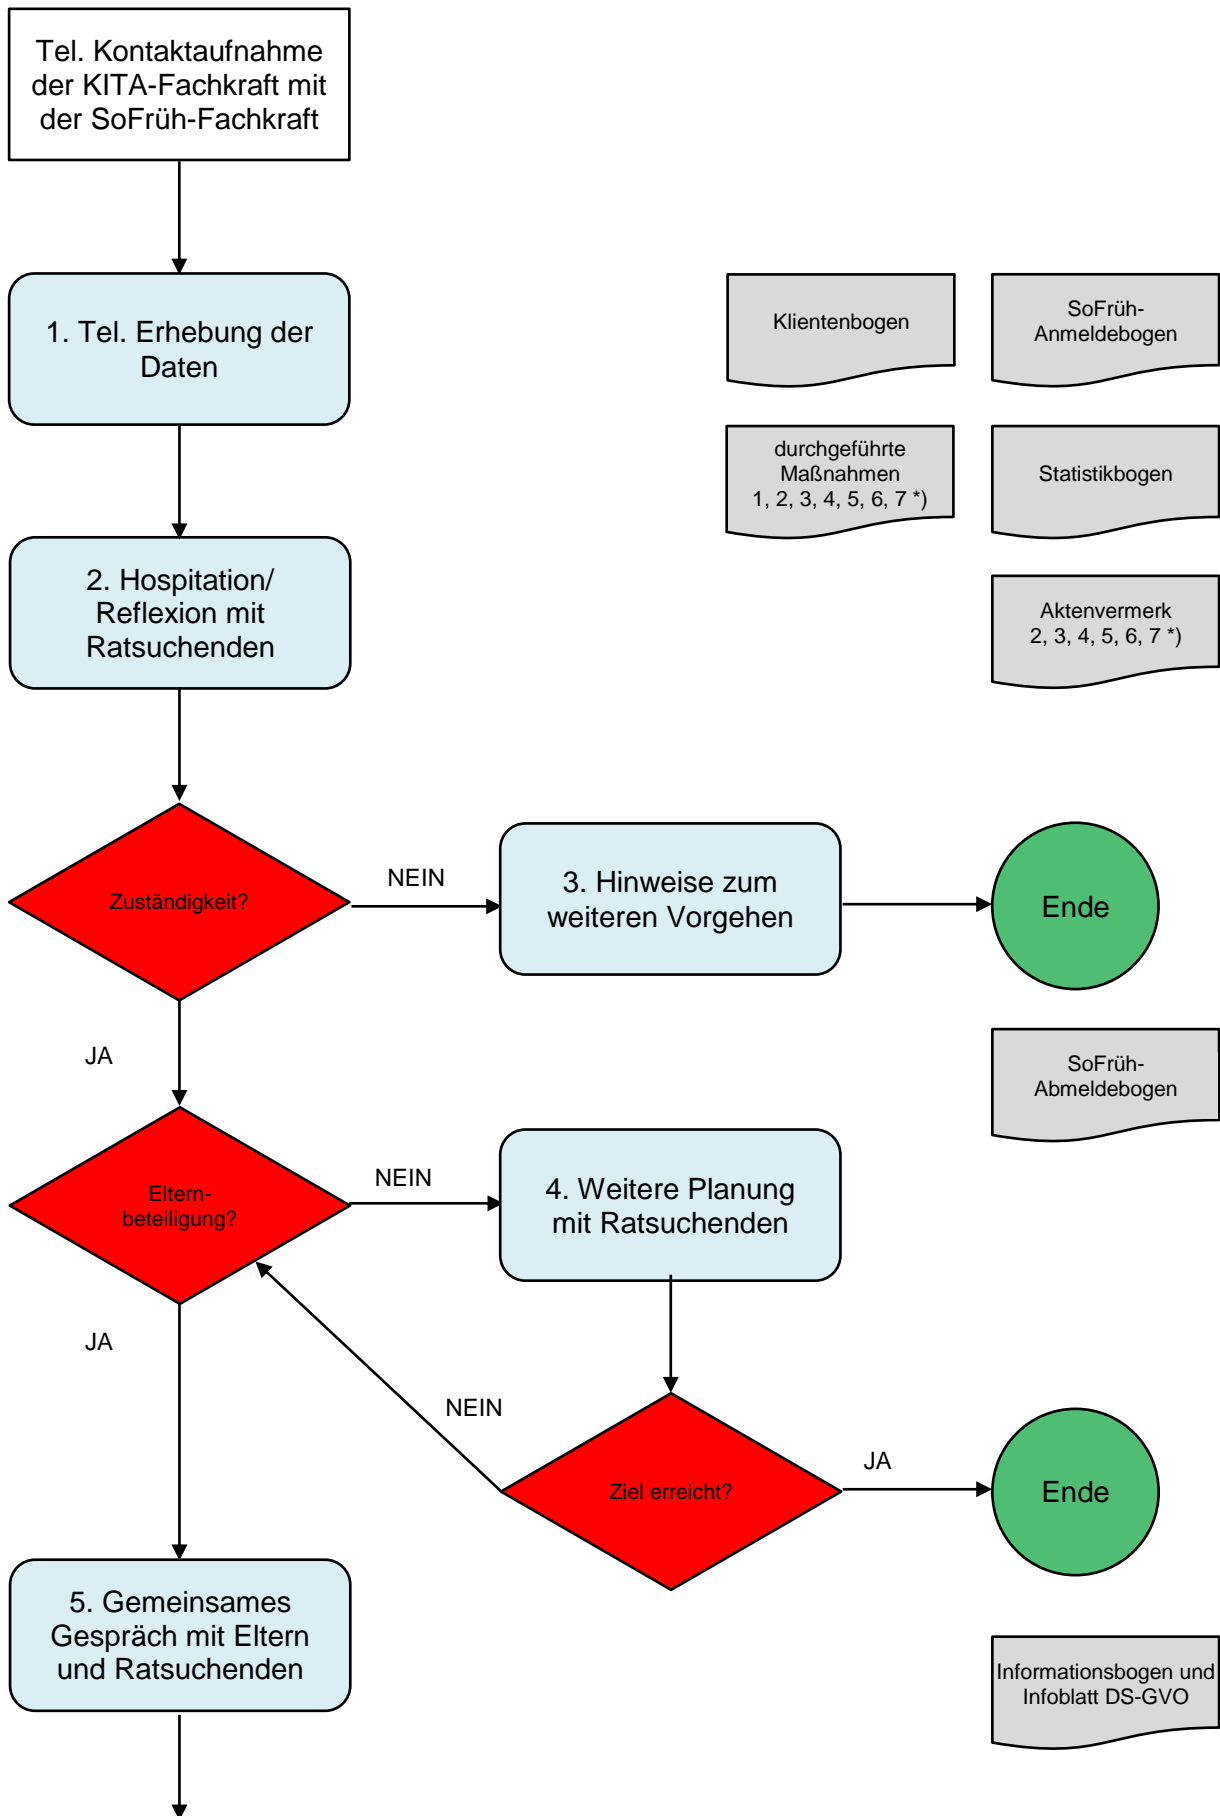 Tel. Kontaktaufnahme
der KITA-Fachkraft mit
der SoFrüh-Fachkraft
1. Tel. Erhebung der
Daten
Klientenbogen
SoFrüh-
Anmeldebogen
durchgeführte
Maßnahmen
1, 2, 3, 4, 5, 6, 7 *)
Statistikbogen
2. Hospitation/
Reflexion mit
Ratsuchenden
Aktenvermerk
2, 3, 4, 5, 6, 7 *)
Zuständigkeit?
NEIN
3. Hinweise zum
weiteren Vorgehen
Ende
JA
SoFrüh-
Abmeldebogen
Eltern-
beteiligung?
NEIN
4. Weitere Planung
mit Ratsuchenden
JA
NEIN
Ziel erreicht?
JA
Ende
5. Gemeinsames
Gespräch mit Eltern
und Ratsuchenden
Informationsbogen und
Infoblatt DS-GVO